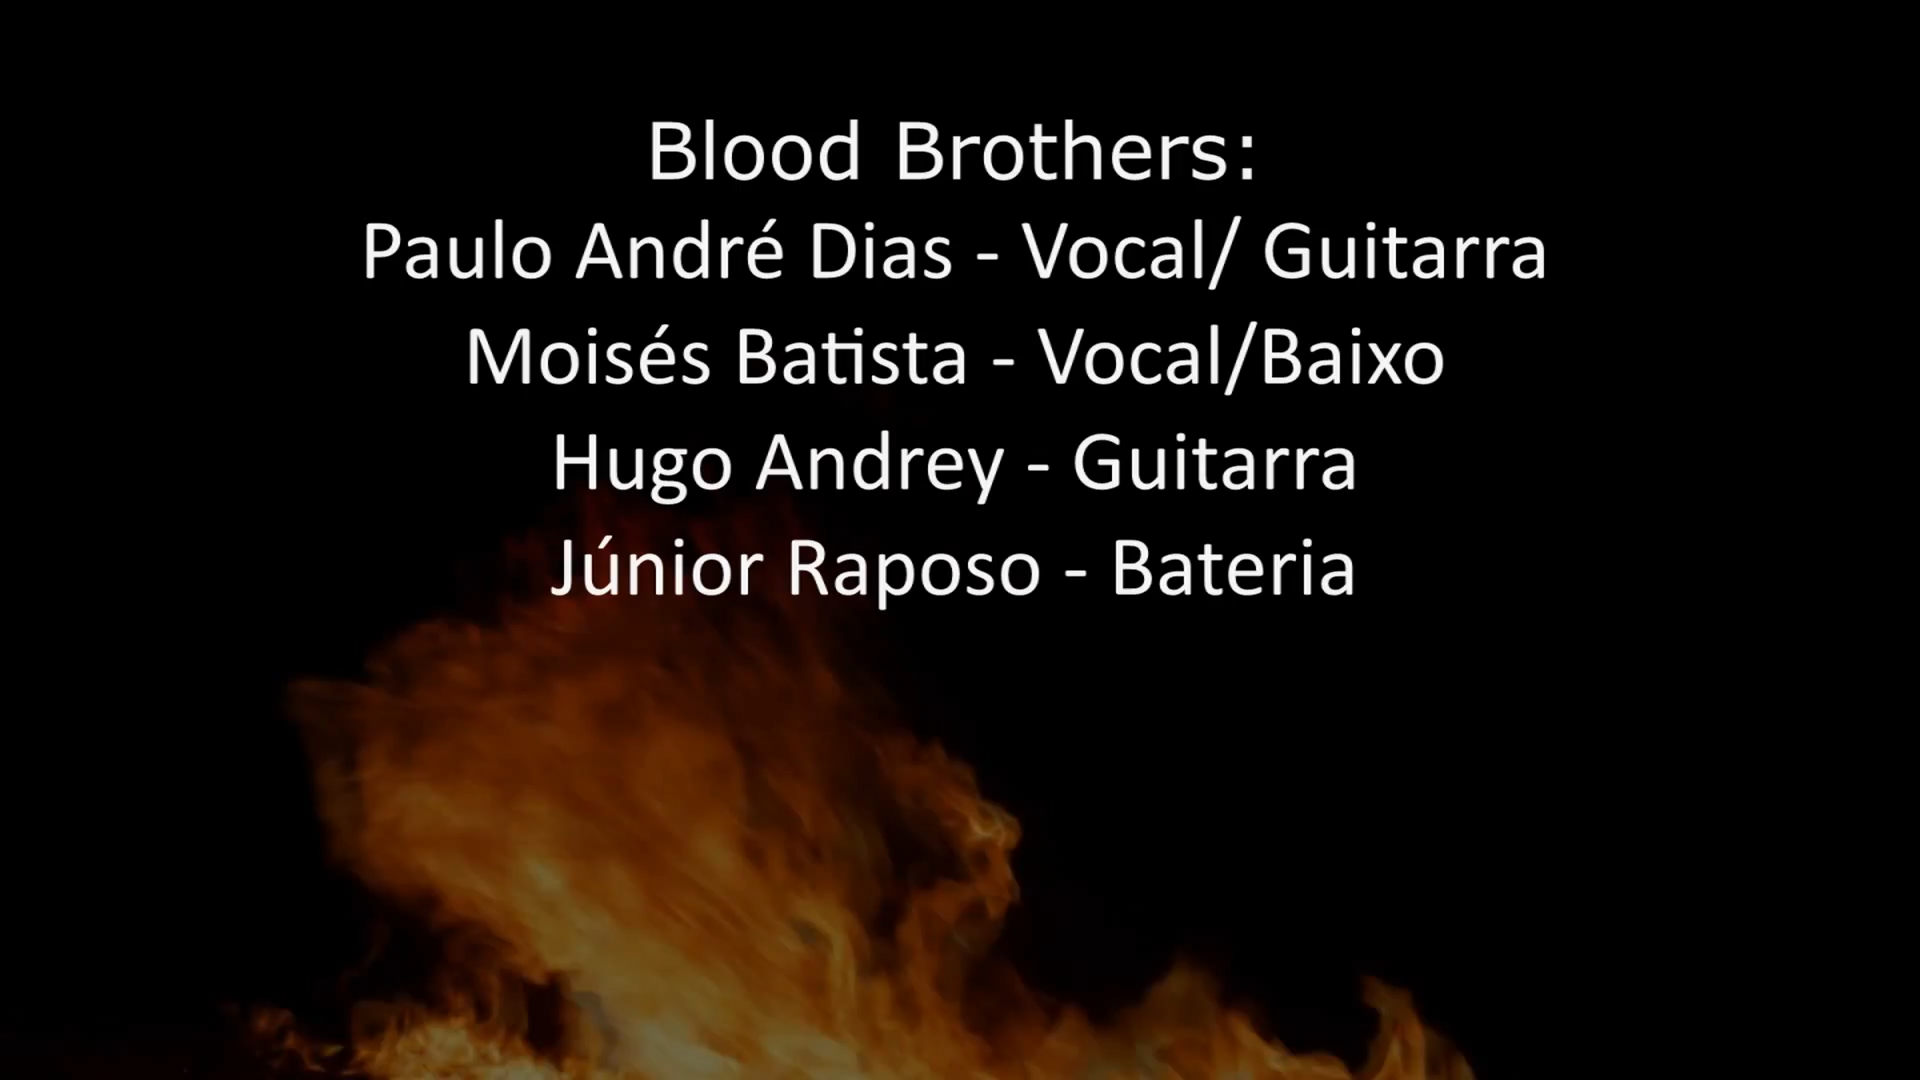 Blood Brothers:
Paulo André Dias - Vocal/ Guitarra
Moisés Batista - Vocal/Baixo
Hugo Andrey - Guitarra
Júnior Raposo - Bateria